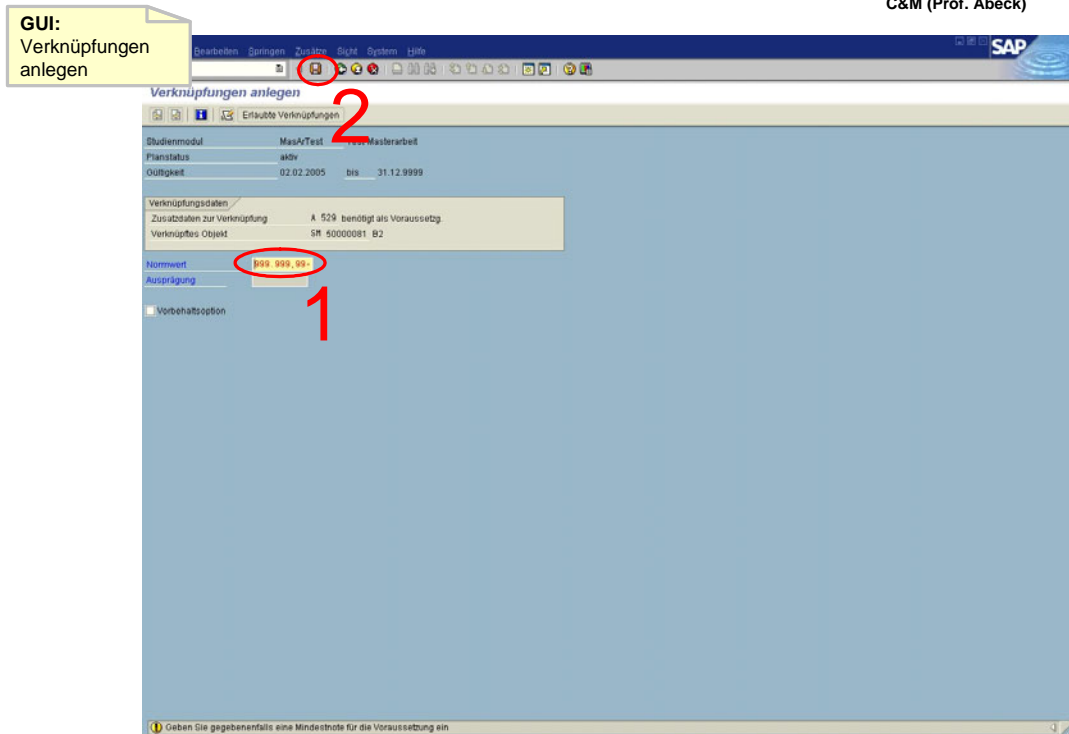 C&M (Prof. Abeck)
GUI:
Verknüpfungen
anlegen
Bearbeiten Springen Zusätze Sicht System Hilfe
SAP
Verknüpfungen anlegen
Erlaubte Verknüpfungen
2
Studienmodul MasArTest Test Masterarbeit
Planstatus aktiv
Gültigkeit 02.02.2005 bis 31.12.9999
Verknüpfungsdaten
Zusatzdaten zur Verknüpfung A 529 benötigt als Voraussetzg.
Verknüpftes Objekt SM 50000081 B2
Normwert 999.999,99-
Ausprägung
1
Vorbehaltsoption
Geben Sie gegebenenfalls eine Mindestnote für die Voraussetzung ein